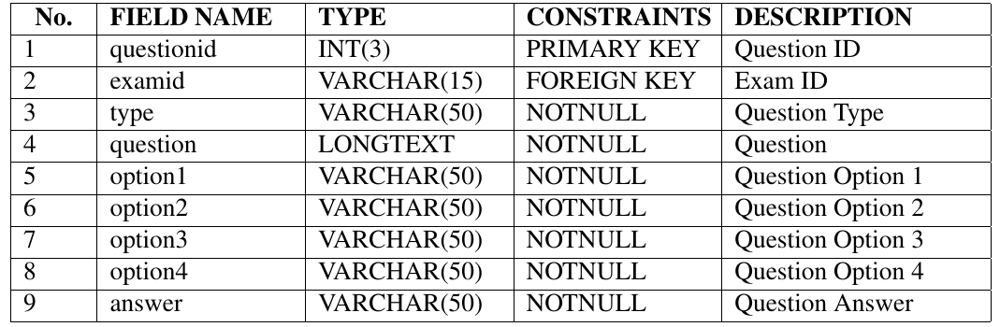 No. FIELD NAME TYPE CONSTRAINTS DESCRIPTION
1 questionid INT(3) PRIMARY KEY Question ID
2 examid VARCHAR(15) FOREIGN KEY Exam ID
3 type VARCHAR(50) NOTNULL Question Type
4 question LONGTEXT NOTNULL Question
5 option1 VARCHAR(50) NOTNULL Question Option 1
6 option2 VARCHAR(50) NOTNULL Question Option 2
7 option3 VARCHAR(50) NOTNULL Question Option 3
8 option4 VARCHAR(50) NOTNULL Question Option 4
9 answer VARCHAR(50) NOTNULL Question Answer